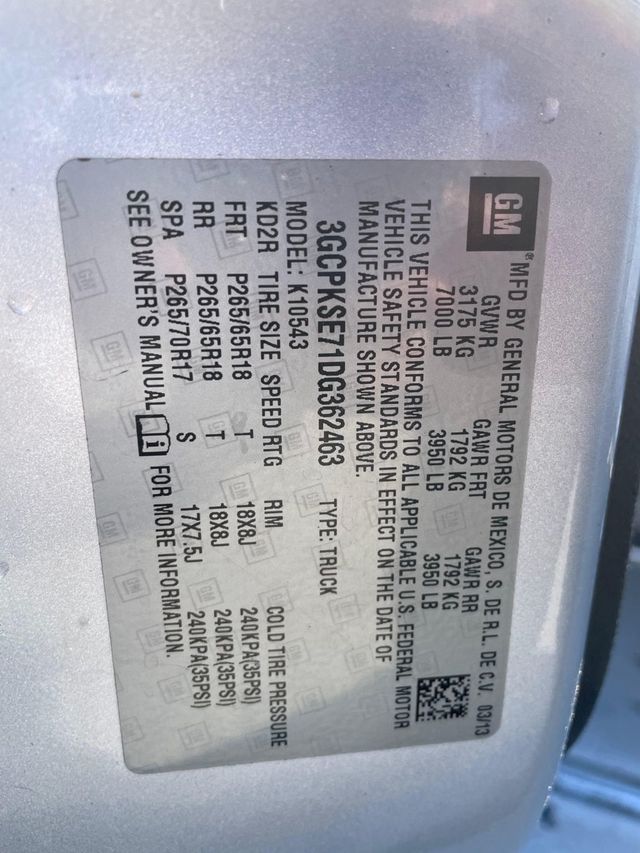 GM® MFD BY GENERAL MOTORS DE MEXICO, S. DE R.L. DE C.V. 03/13
GVWR GAWR FRT GAWR RR
3175 KG 1792 KG 1792 KG
7000 LB 3950 LB 3950 LB
THIS VEHICLE CONFORMS TO ALL APPLICABLE U.S. FEDERAL MOTOR
VEHICLE SAFETY STANDARDS IN EFFECT ON THE DATE OF
MANUFACTURE SHOWN ABOVE.
3GCPKSE71DG362463 TYPE: TRUCK
MODEL: K10543
KD2R TIRE SIZE SPEED RTG RIM COLD TIRE PRESSURE
FRT P265/65R18 T 18X8J 240KPA(35PSI)
RR P265/65R18 T 18X8J 240KPA(35PSI)
SPA P265/70R17 S 17X7.5J 240KPA(35PSI)
SEE OWNER'S MANUAL i FOR MORE INFORMATION.